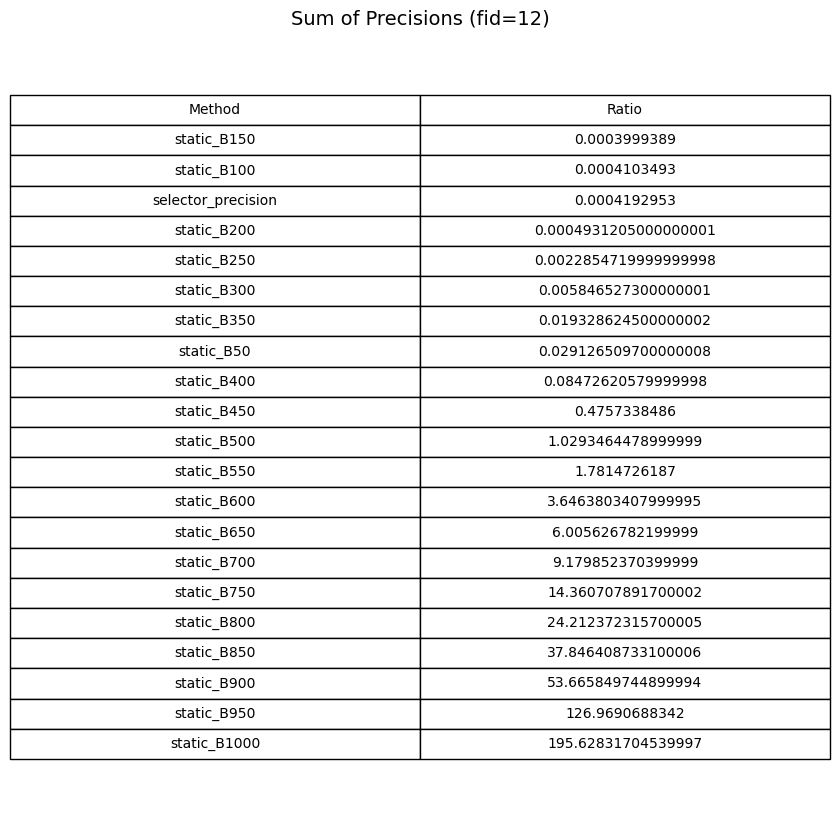 Sum of Precisions (fid=12)
Method Ratio
static_B150 0.0003999389
static_B100 0.0004103493
selector_precision 0.0004192953
static_B200 0.0004931205000000001
static_B250 0.0022854719999999998
static_B300 0.005846527300000001
static_B350 0.019328624500000002
static_B50 0.029126509700000008
static_B400 0.08472620579999998
static_B450 0.4757338486
static_B500 1.0293464478999999
static_B550 1.7814726187
static_B600 3.6463803407999995
static_B650 6.005626782199999
static_B700 9.179852370399999
static_B750 14.360707891700002
static_B800 24.212372315700005
static_B850 37.846408733100006
static_B900 53.665849744899994
static_B950 126.9690688342
static_B1000 195.62831704539997